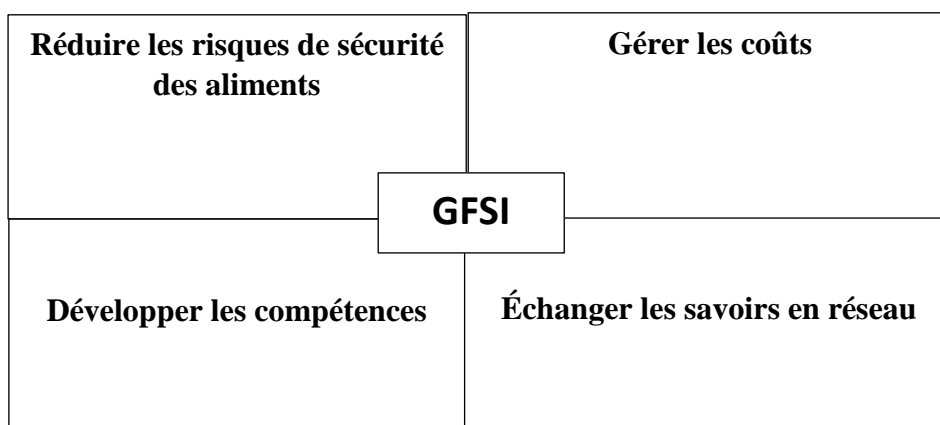 Réduire les risques de sécurité
des aliments
Gérer les coûts
GFSI
Développer les compétences
Échanger les savoirs en réseau